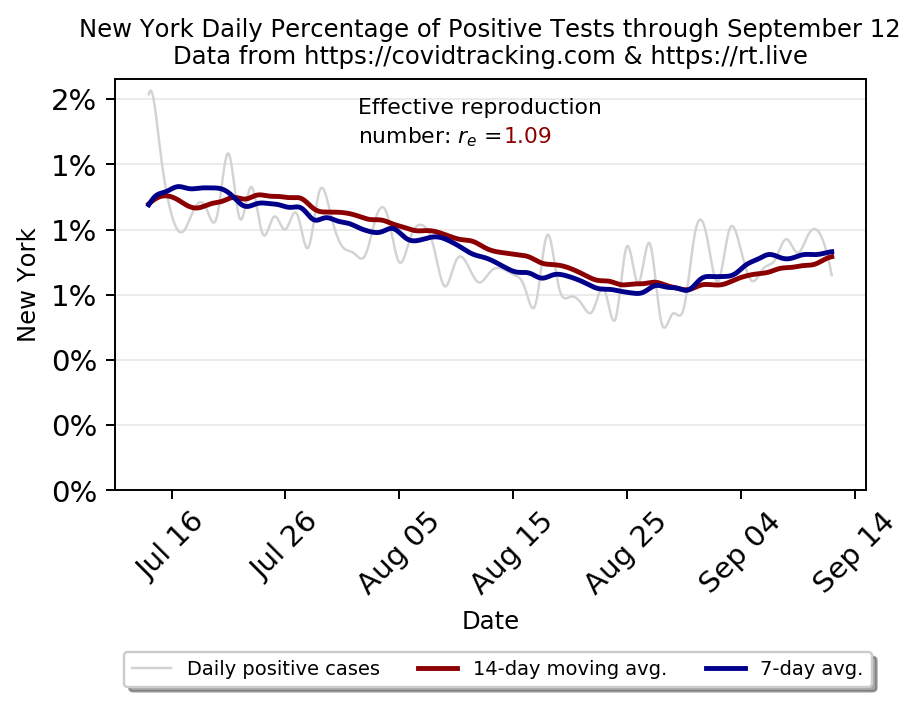 New York Daily Percentage of Positive Tests through September 12
Data from https://covidtracking.com & https://rt.live
Effective reproduction
number: rₑ =1.09
2%
1%
1%
1%
0%
0%
0%
New York
Jul 16
Jul 26
Aug 05
Aug 15
Aug 25
Sep 04
Sep 14
Date
Daily positive cases
14-day moving avg.
7-day avg.